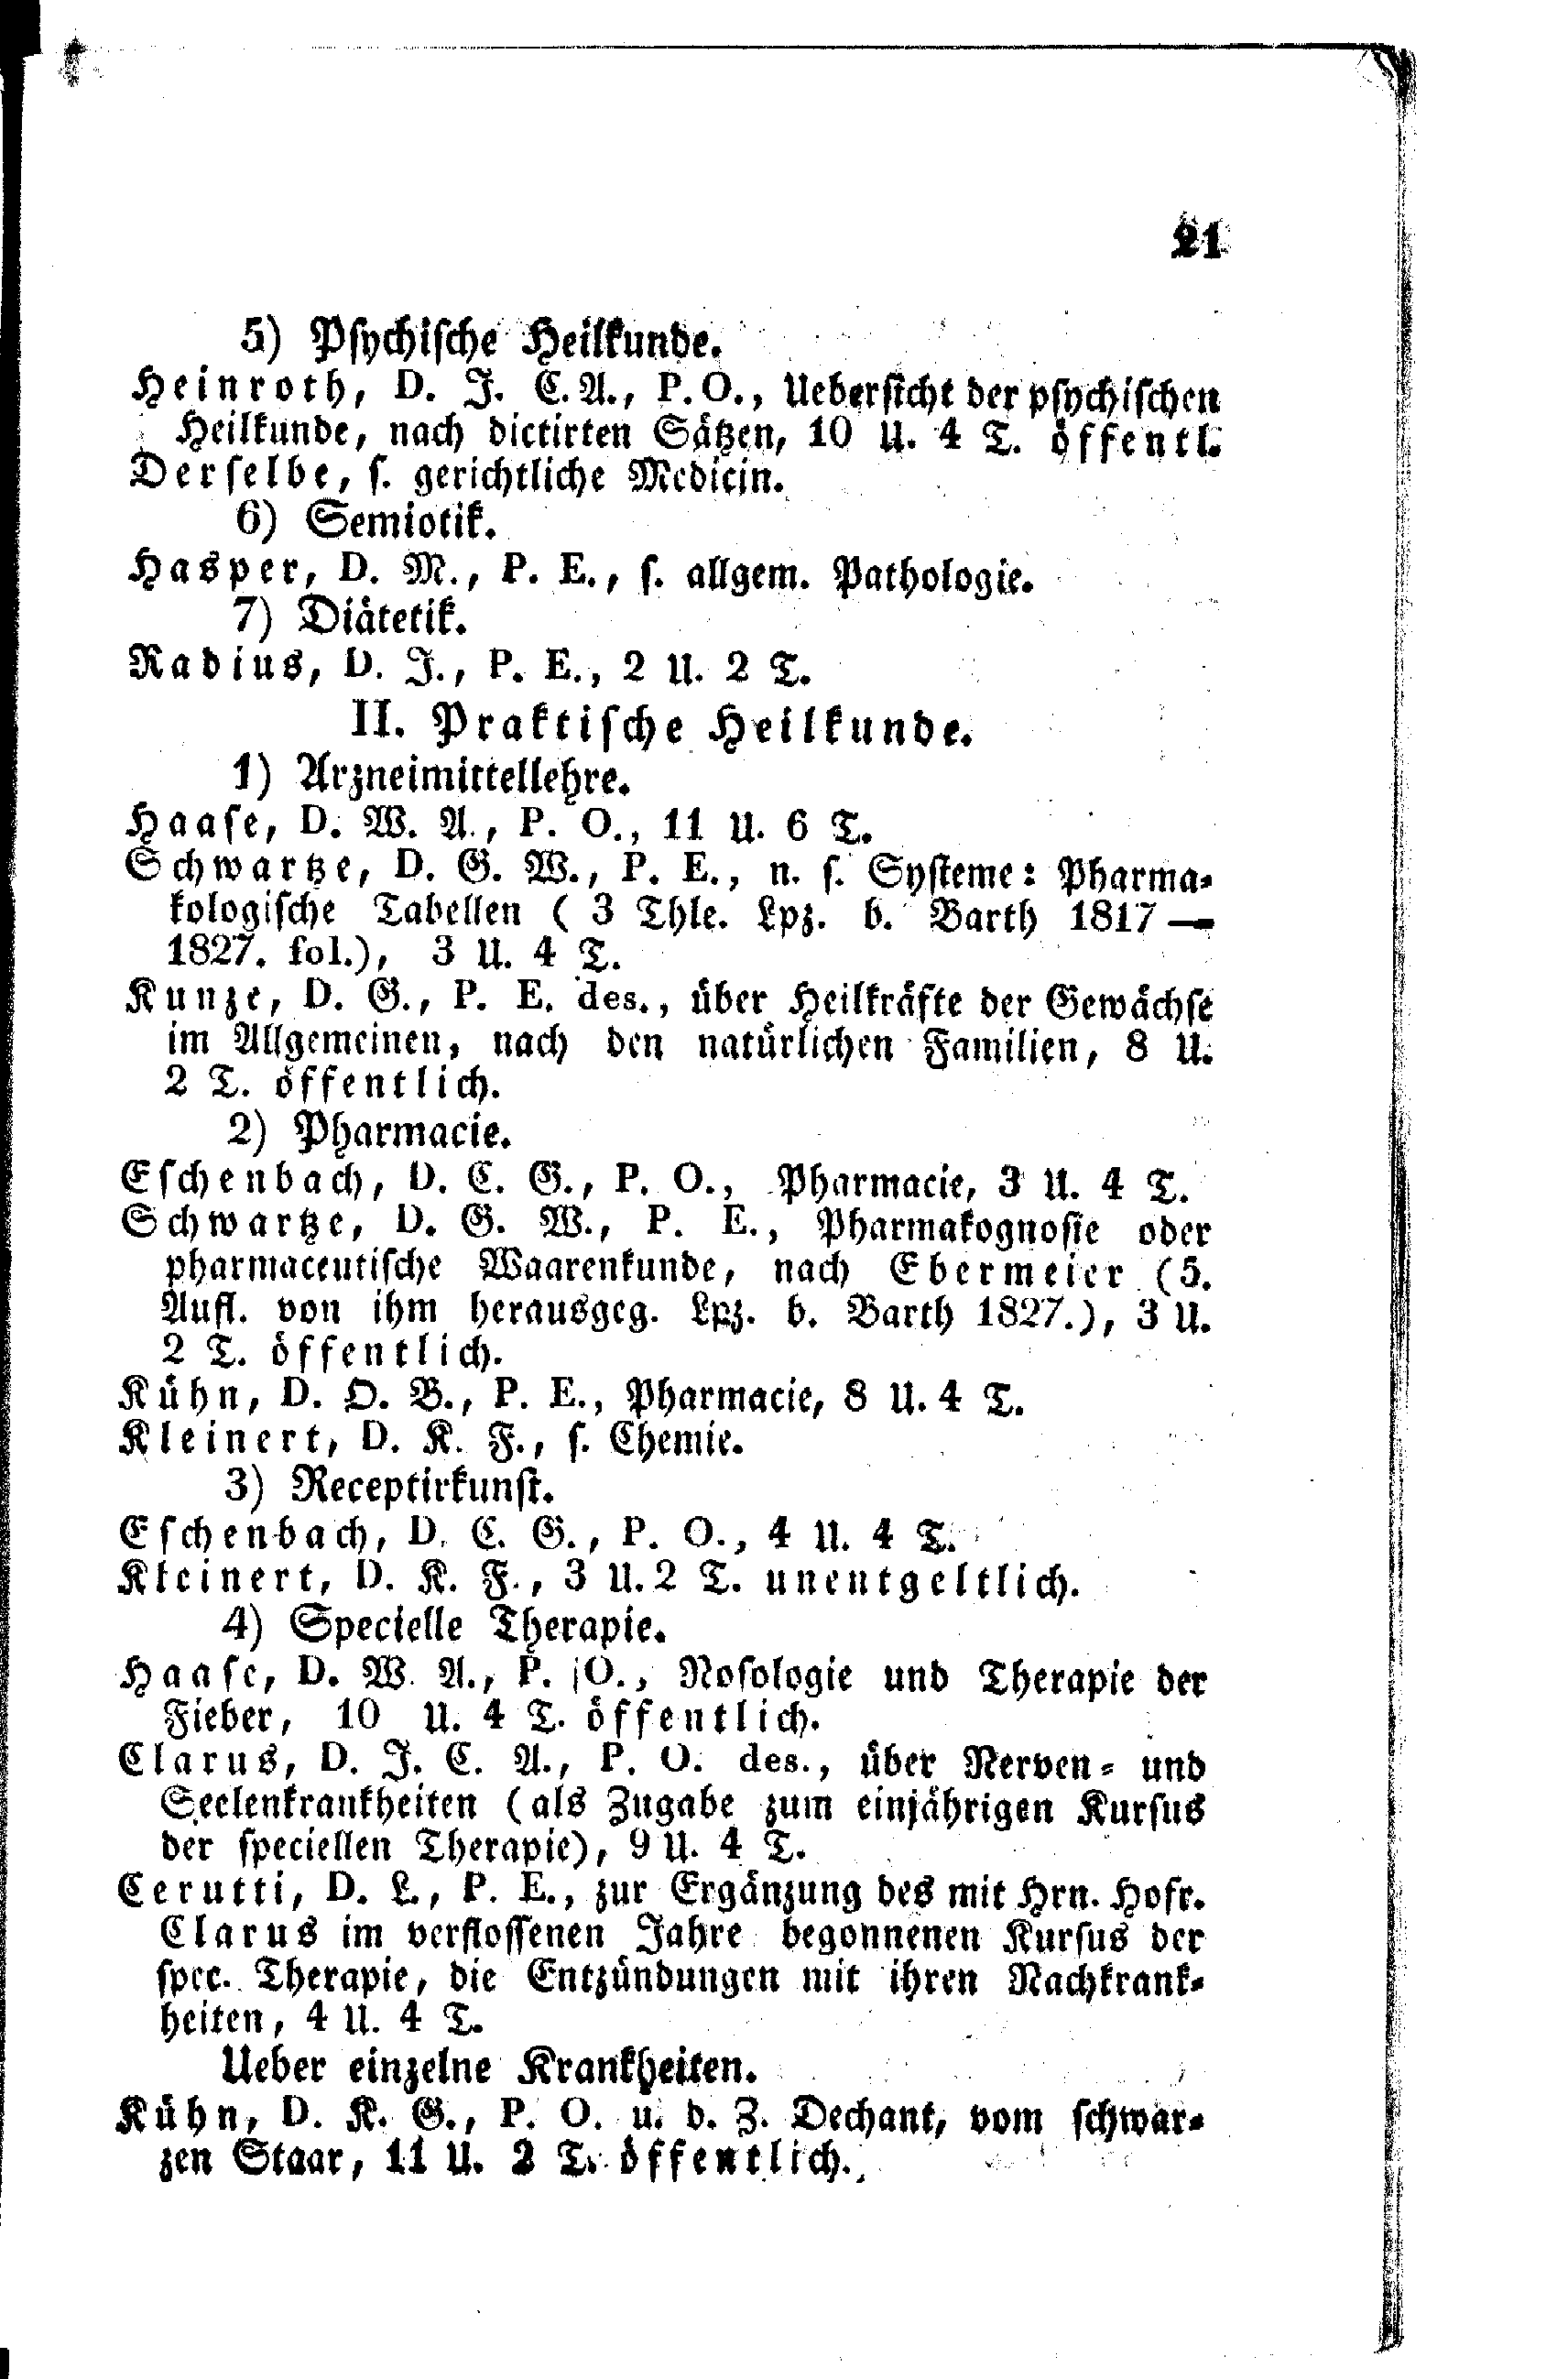 21
5) Psychische Heilkunde.
Heinroth, D. J. C. A., P. O., Uebersicht der psychischen
Heilkunde, nach dictirten Sätzen, 10 U. 4 T. öffentl.
Derselbe, s. gerichtliche Medicin.
6) Semiotik.
Hasper, D. M., P. E., s. allgem. Pathologie.
7) Diätetik.
Radius, D. J., P. E., 2 U. 2 T.
II. Praktische Heilkunde.
1) Arzneimittellehre.
Haase, D. W. A., P. O., 11 U. 6 T.
Schwartze, D. G. W., P. E., n. s. Systeme: Pharma-
kologische Tabellen (3 Thle. Lpz. b. Barth 1817—
1827. fol.), 3 U. 4 T.
Kunze, D. G., P. E. des., über Heilkräfte der Gewächse
im Allgemeinen, nach den natürlichen Familien, 8 U.
2 T. öffentlich.
2) Pharmacie.
Eschenbach, D. C. G., P. O., Pharmacie, 3 U. 4 T.
Schwartze, D. G. W., P. E., Pharmakognosie oder
pharmaceutische Waarenkunde, nach Ebermeier (5.
Aufl. von ihm herausgeg. Lpz. b. Barth 1827.), 3 U.
2 T. öffentlich.
Kühn, D. O. B., P. E., Pharmacie, 8 U. 4 T.
Kleinert, D. K. F., s. Chemie.
3) Receptirkunst.
Eschenbach, D. C. G., P. O., 4 U. 4 T.
Kleinert, D. K. F., 3 U. 2 T. unentgeltlich.
4) Specielle Therapie.
Haase, D. W. A., P. O., Nosologie und Therapie der
Fieber, 10 U. 4 T. öffentlich.
Clarus, D. J. C. A., P. O. des., über Nerven- und
Seelenkrankheiten (als Zugabe zum einjährigen Kursus
der speciellen Therapie), 9 U. 4 T.
Cerutti, D. L., P. E., zur Ergänzung des mit Hrn. Hofr.
Clarus im verflossenen Jahre begonnenen Kursus der
spec. Therapie, die Entzündungen mit ihren Nachkrank-
heiten, 4 U. 4 T.
Ueber einzelne Krankheiten.
Kühn, D. K. G., P. O. u. d. Z. Dechant, vom schwar-
zen Staar, 11 U. 2 T. öffentlich.